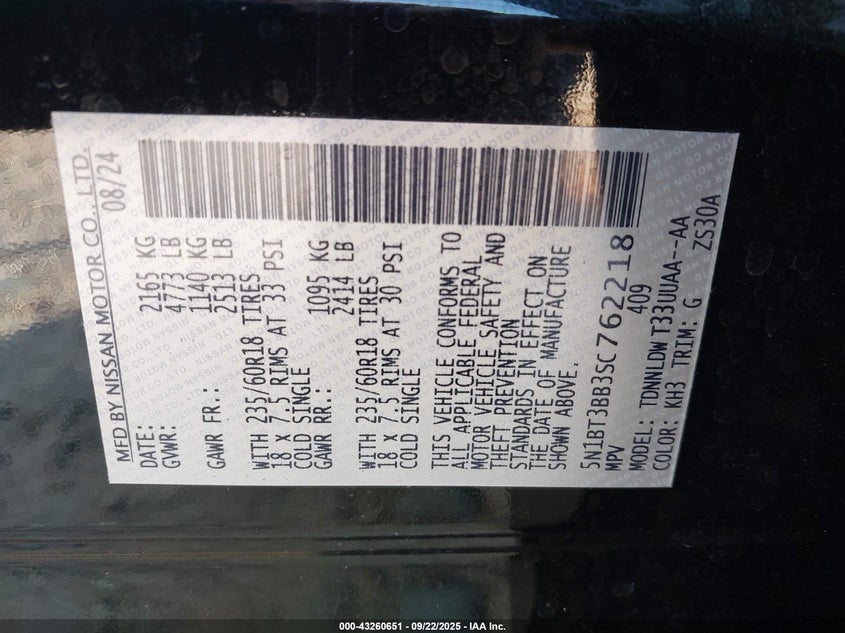 MFD BY NISSAN MOTOR CO., LTD.
DATE: 08/24
GVWR: 2165 KG
4773 LB
GAWR FR.: 1140 KG
2513 LB
WITH 235/60R18 TIRES
18 X 7.5 RIMS AT 33 PSI
COLD SINGLE
GAWR RR.: 1095 KG
2414 LB
WITH 235/60R18 TIRES
18 X 7.5 RIMS AT 30 PSI
COLD SINGLE
THIS VEHICLE CONFORMS TO
ALL APPLICABLE FEDERAL
MOTOR VEHICLE SAFETY AND
THEFT PREVENTION
STANDARDS IN EFFECT ON
THE DATE OF MANUFACTURE
SHOWN ABOVE.
5N1BT3BB3SC762218
MPV 409
MODEL: TDNNLDW T33UUAA--AA
COLOR: KH3 TRIM: G ZS30A
000-43260651 - 09/22/2025 - IAA Inc.